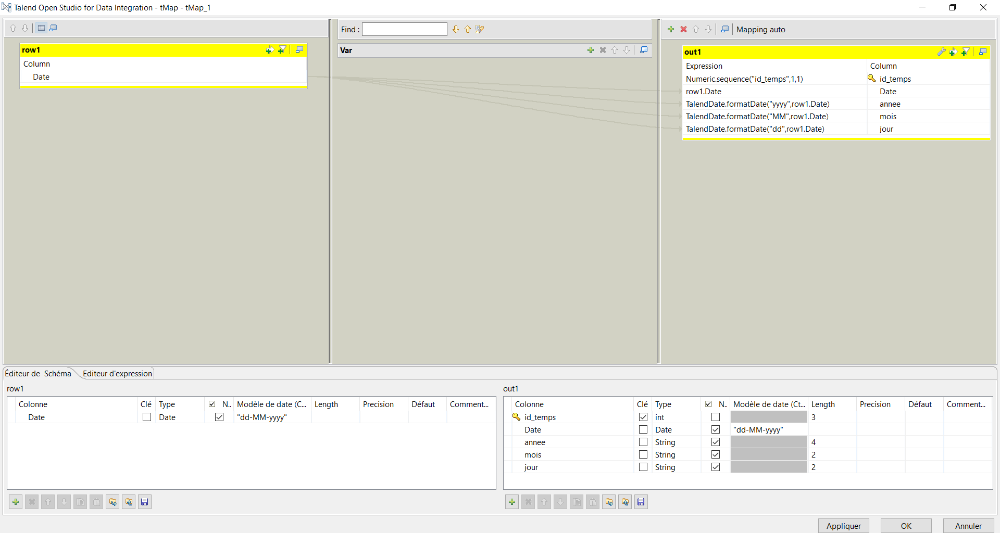 Talend Open Studio for Data Integration - tMap - tMap_1
Find :
Mapping auto
row1
Column
Date
Var
out1
Expression Column
Numeric.sequence("id_temps",1,1) id_temps
row1.Date Date
TalendDate.formatDate("yyyy",row1.Date) annee
TalendDate.formatDate("MM",row1.Date) mois
TalendDate.formatDate("dd",row1.Date) jour
Éditeur de Schéma Editeur d'expression
row1
Colonne Clé Type N.. Modèle de date (C... Length Precision Défaut Comment...
Date Date "dd-MM-yyyy"
out1
Colonne Clé Type N.. Modèle de date (Ct... Length Precision Défaut Comment...
id_temps int 3
Date Date "dd-MM-yyyy"
annee String 4
mois String 2
jour String 2
Appliquer OK Annuler